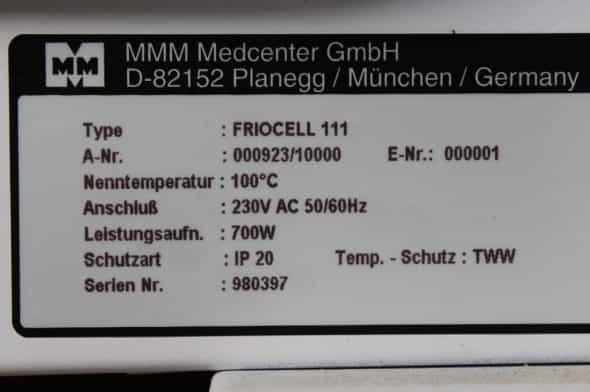 MMM
MMM Medcenter GmbH
D-82152 Planegg / München / Germany
Type : FRIOCELL 111
A-Nr. : 000923/10000 E-Nr.: 000001
Nenntemperatur : 100°C
Anschluß : 230V AC 50/60Hz
Leistungsaufn. : 700W
Schutzart : IP 20 Temp. - Schutz : TWW
Serien Nr. : 980397